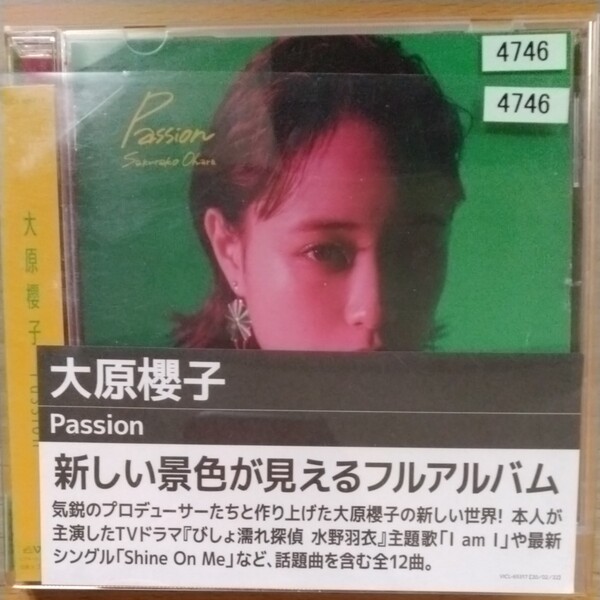 4746
4746
Passion
Sakurako Ohara
大原櫻子
大原櫻子
Passion
新しい景色が見えるフルアルバム
気鋭のプロデューサーたちと作り上げた大原櫻子の新しい世界! 本人が
主演したTVドラマ『びしょ濡れ探偵 水野羽衣』主題歌「I am I」や最新
シングル「Shine On Me」など、話題曲を含む全12曲。